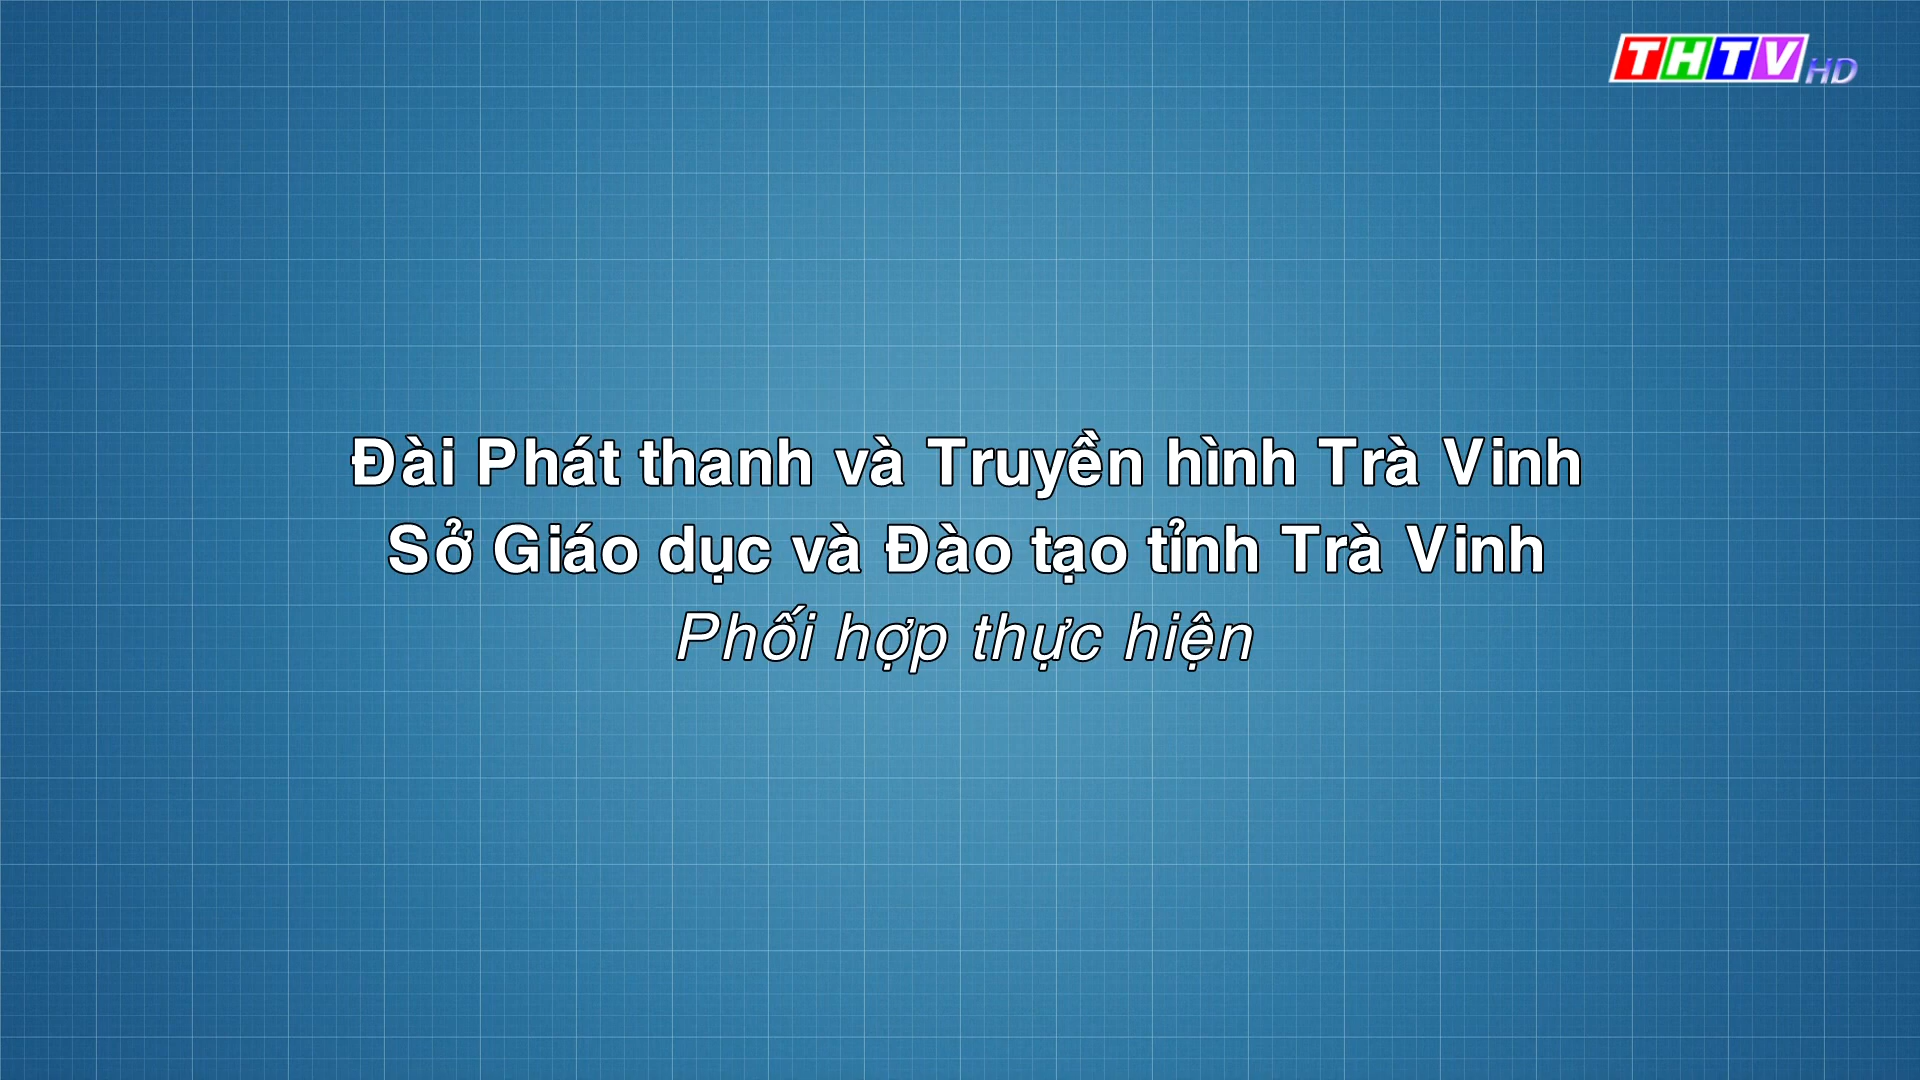 THTV HD
Đài Phát thanh và Truyền hình Trà Vinh
Sở Giáo dục và Đào tạo tỉnh Trà Vinh
Phối hợp thực hiện